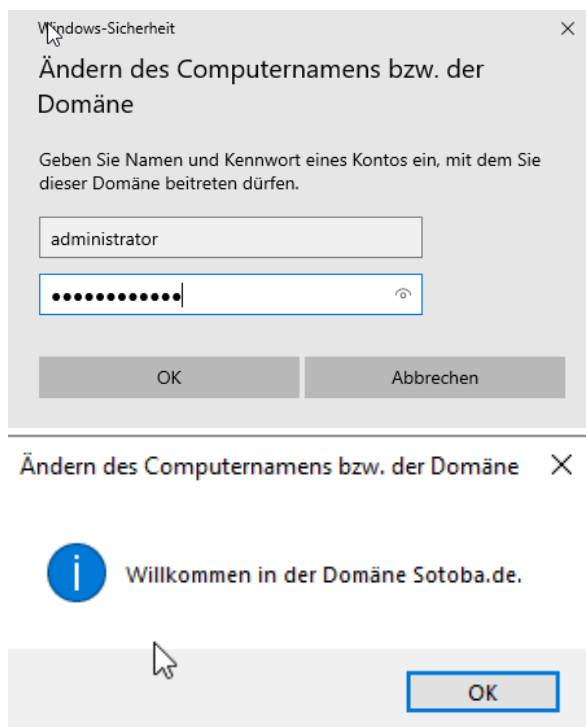 Windows-Sicherheit
Ändern des Computernamens bzw. der
Domäne
Geben Sie Namen und Kennwort eines Kontos ein, mit dem Sie
dieser Domäne beitreten dürfen.
administrator
●●●●●●●●●●●●
OK Abbrechen
Ändern des Computernamens bzw. der Domäne
Willkommen in der Domäne Sotoba.de.
OK